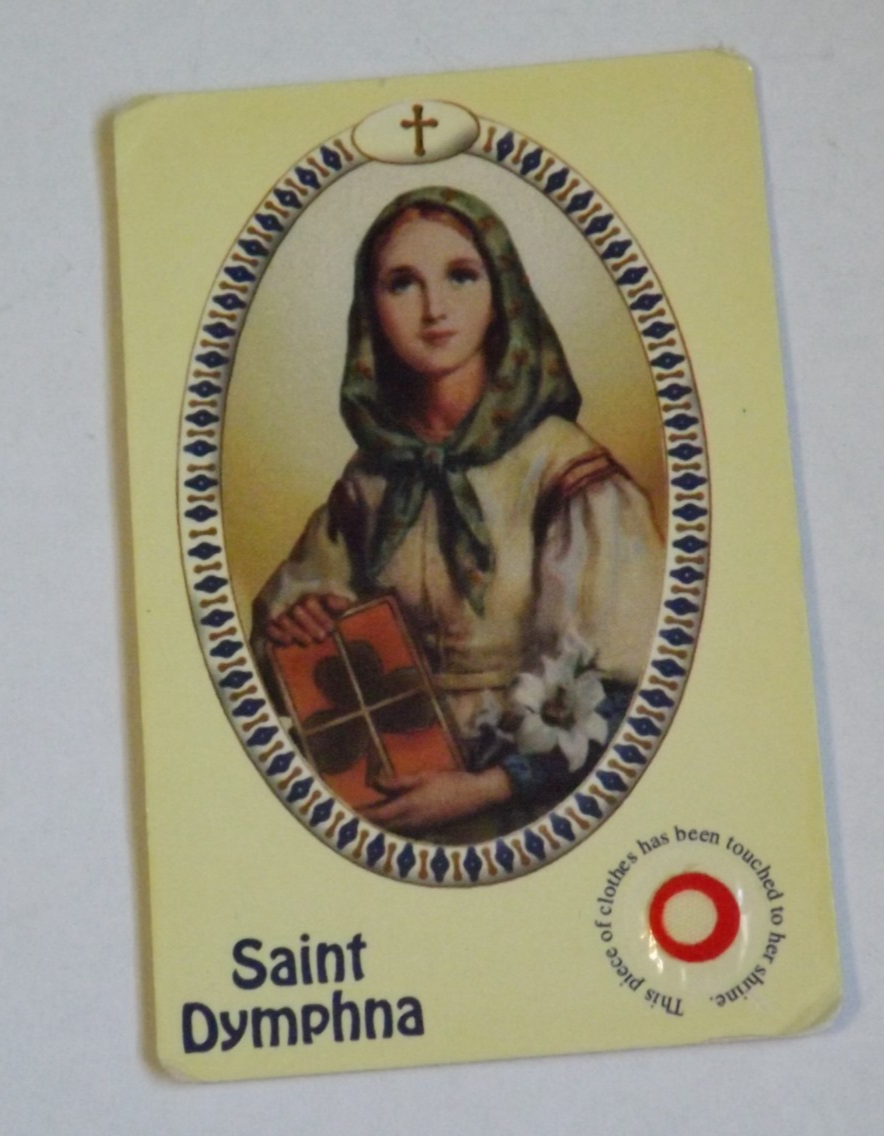 Saint
Dymphna
This piece of clothes has been touched to her shrine.